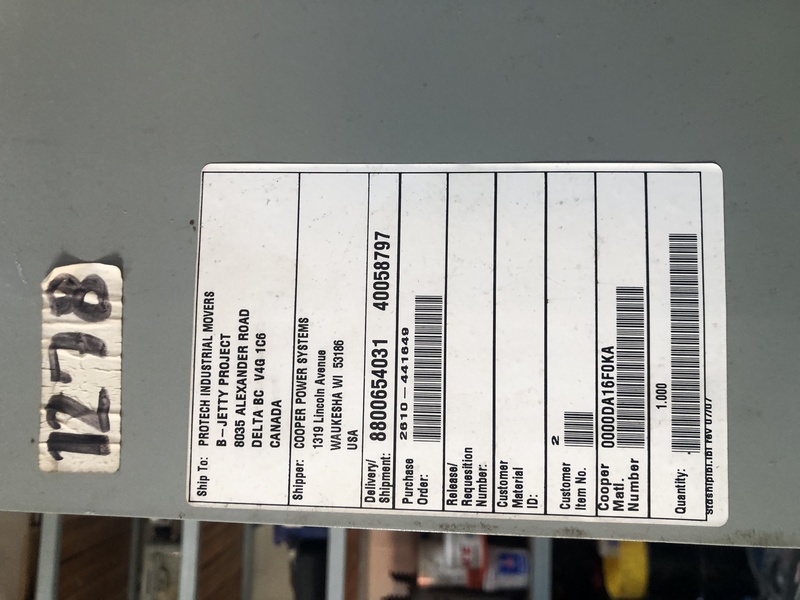 1278
Ship To: PROTECH INDUSTRIAL MOVERS
B-JETTY PROJECT
8035 ALEXANDER ROAD
DELTA BC V4G 1C6
CANADA
Shipper: COOPER POWER SYSTEMS
1319 Lincoln Avenue
WAUKESHA WI 53186
USA
Delivery/
Shipment: 8800654031 40058797
Purchase
Order: 2610-441649
Release/
Requesition
Number:
Customer
Material
ID:
Customer
Item No. 2
Cooper
Matl.
Number 0000DA16F0KA
Quantity: 1.000